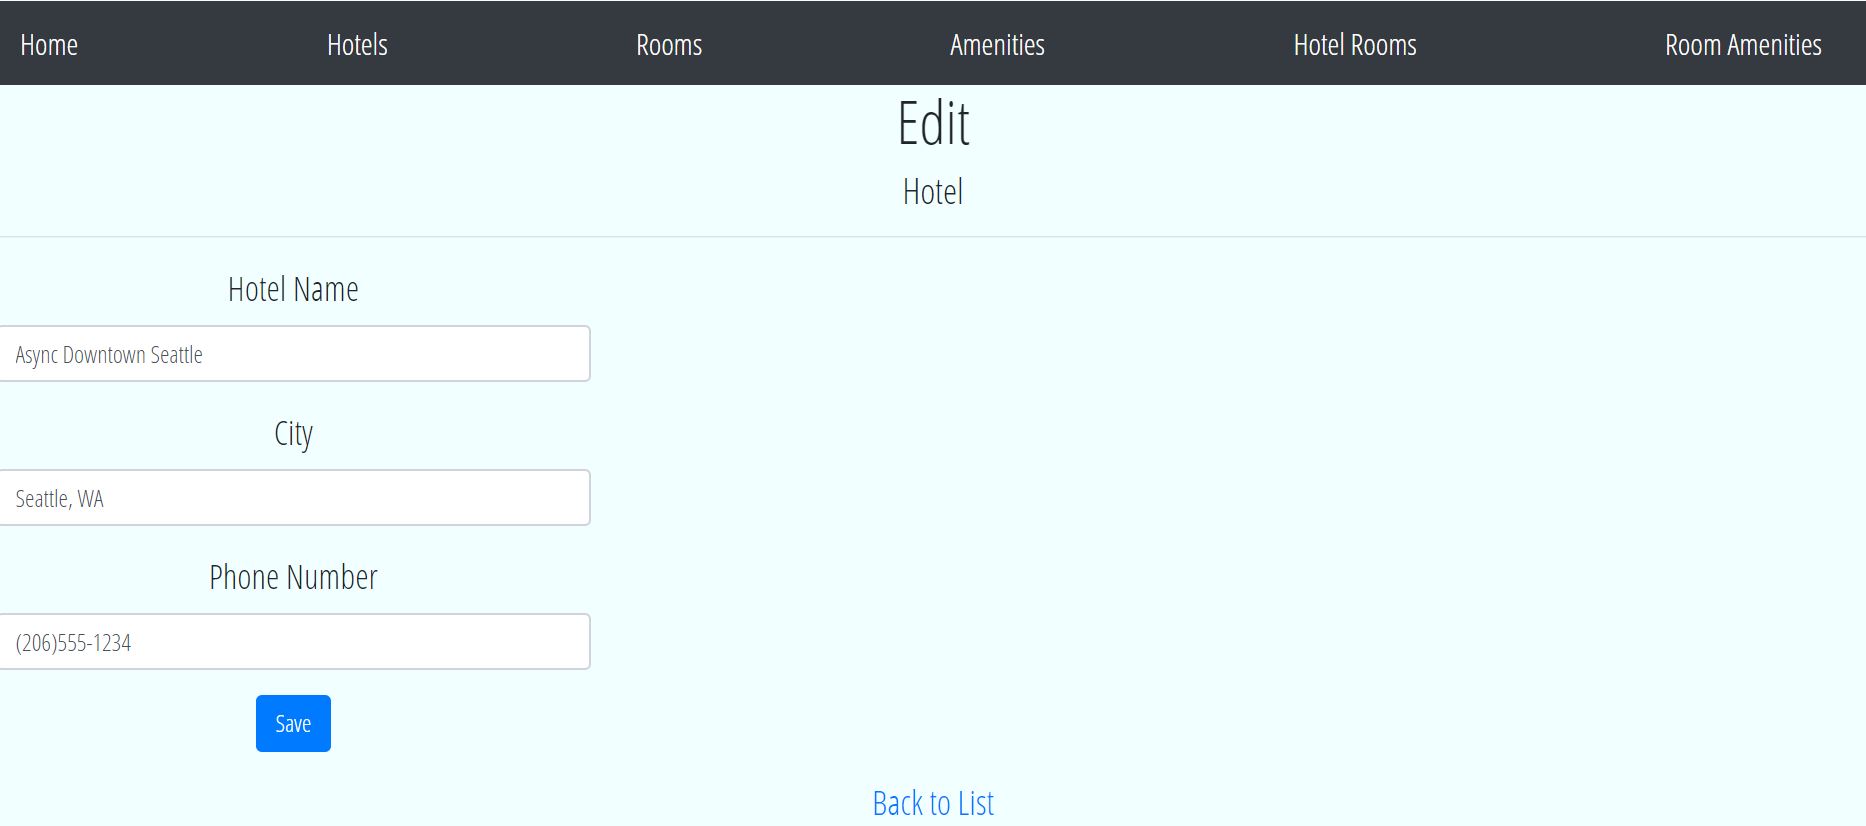 Home Hotels Rooms Amenities Hotel Rooms Room Amenities
Edit
Hotel
Hotel Name
Async Downtown Seattle
City
Seattle, WA
Phone Number
(206)555-1234
Save
Back to List